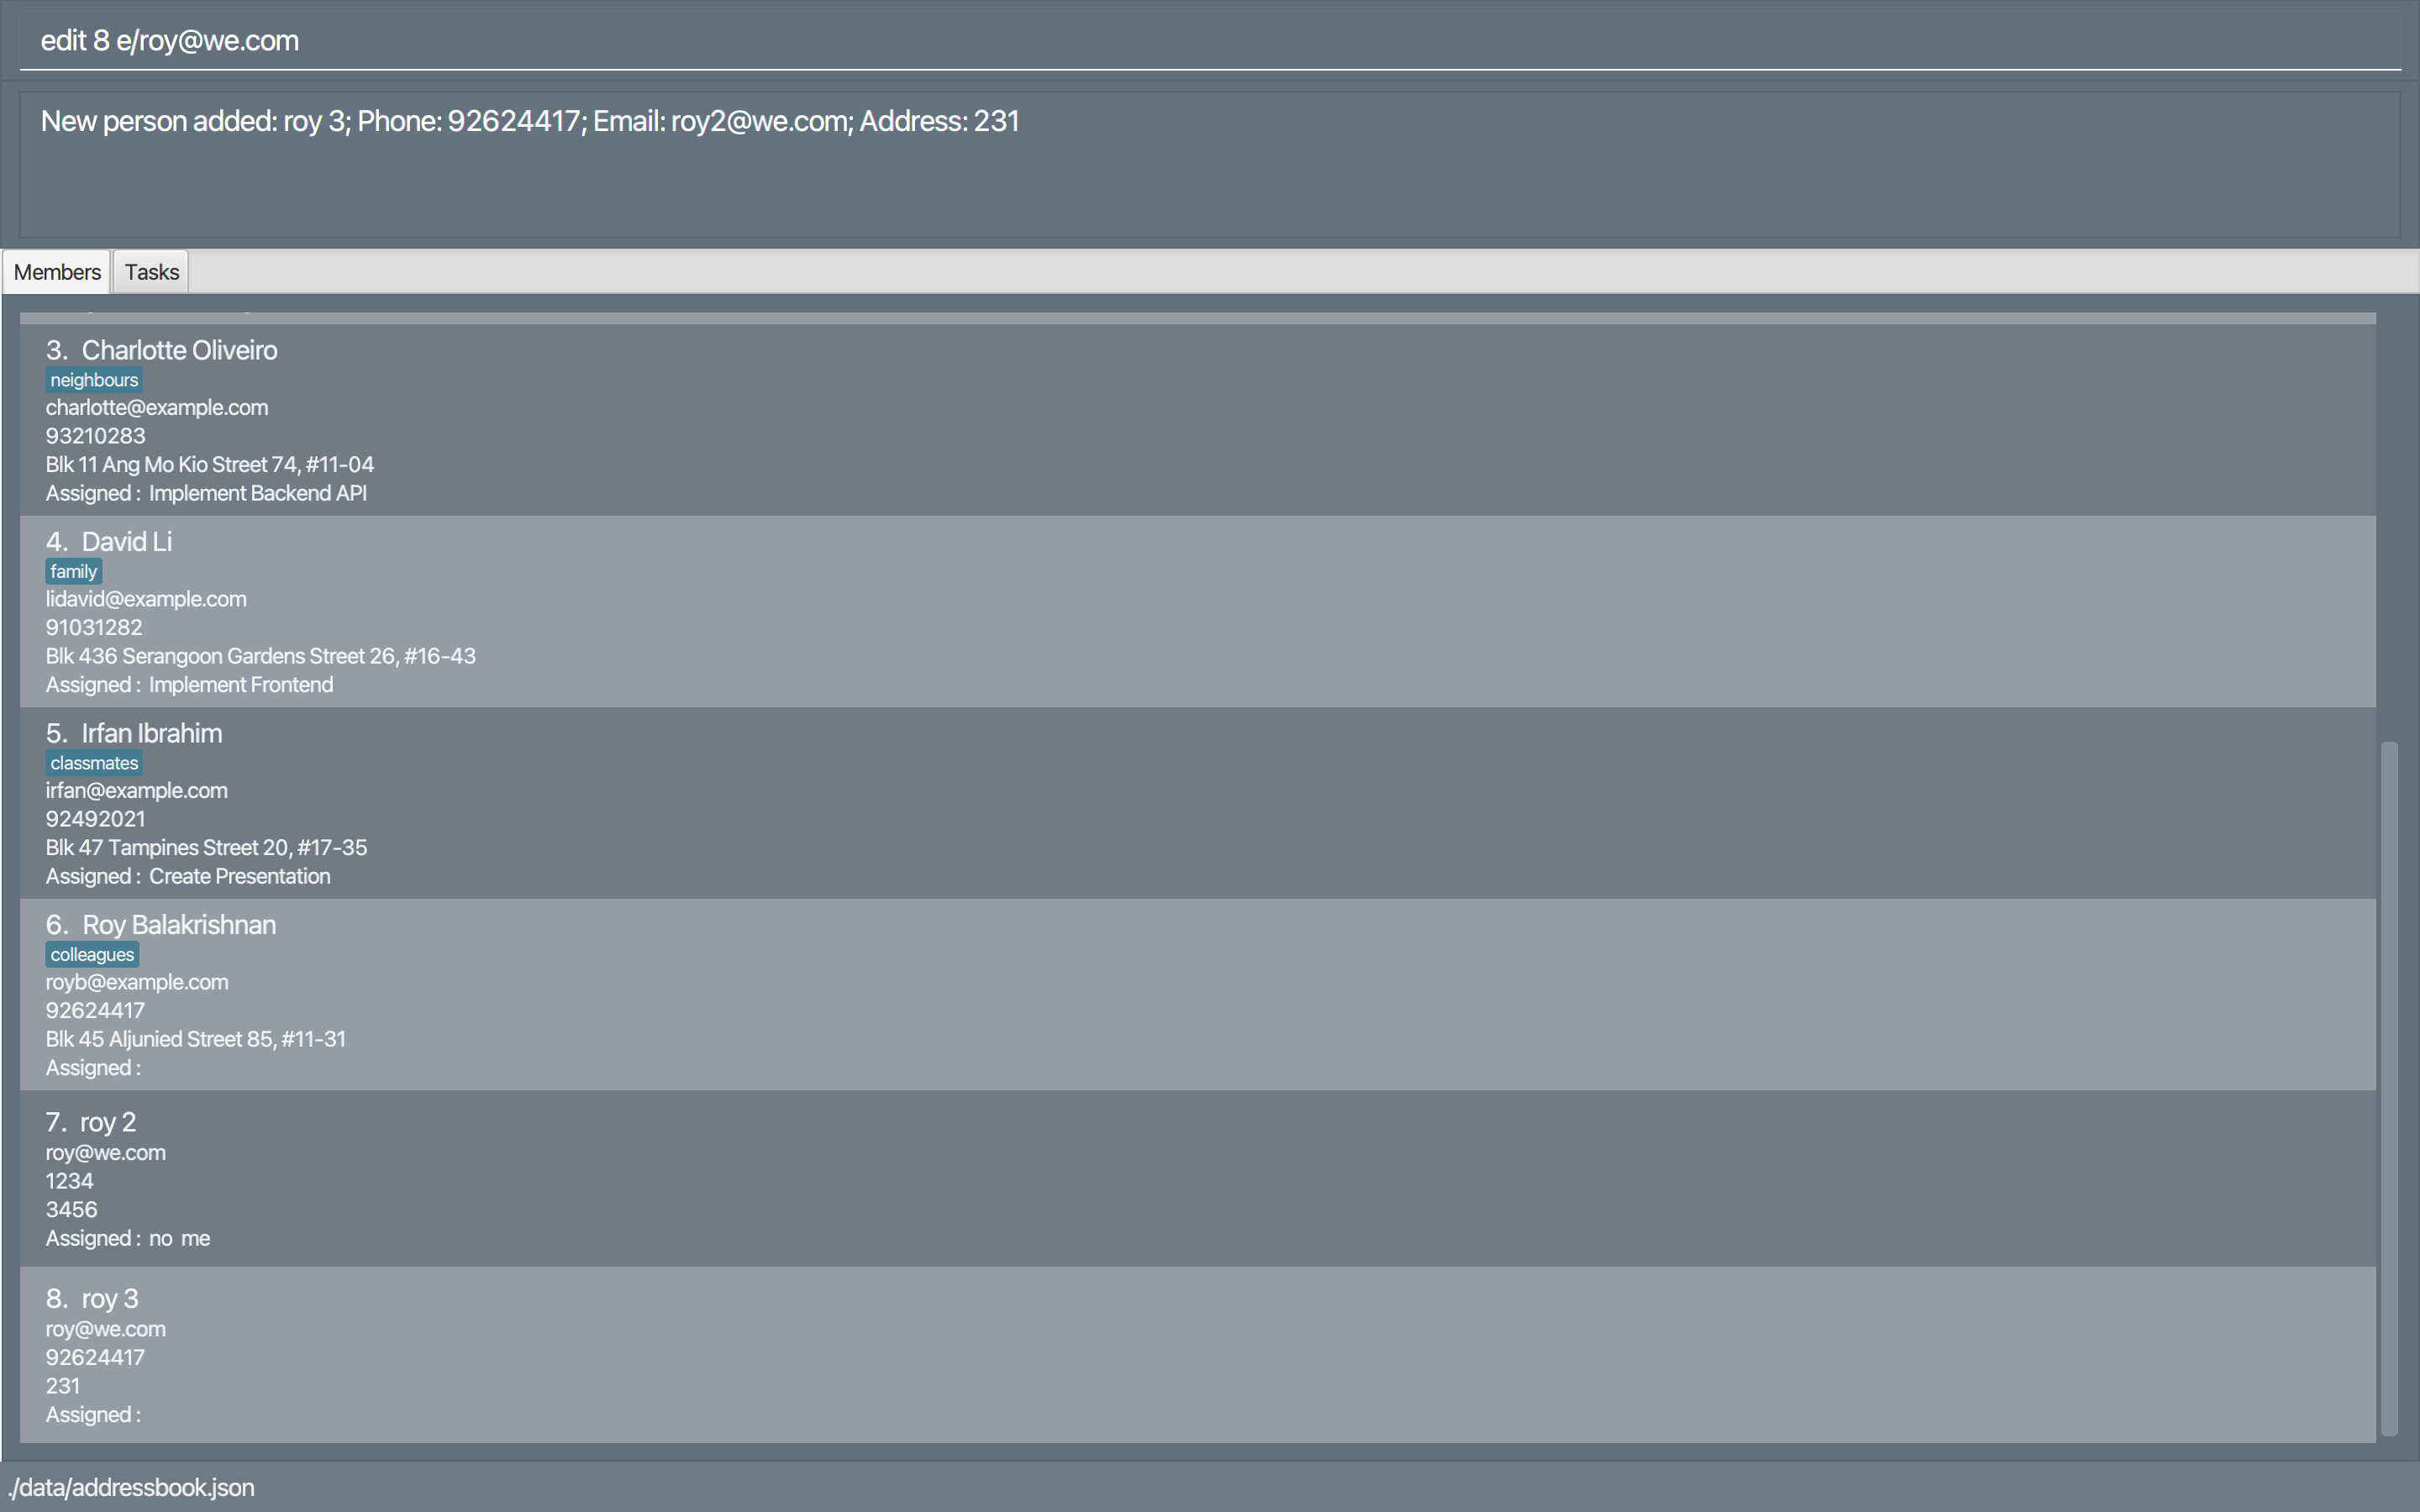 edit 8 e/roy@we.com
New person added: roy 3; Phone: 92624417; Email: roy2@we.com; Address: 231
Members Tasks
3. Charlotte Oliveiro
neighbours
charlotte@example.com
93210283
Blk 11 Ang Mo Kio Street 74, #11-04
Assigned : Implement Backend API
4. David Li
family
lidavid@example.com
91031282
Blk 436 Serangoon Gardens Street 26, #16-43
Assigned : Implement Frontend
5. Irfan Ibrahim
classmates
irfan@example.com
92492021
Blk 47 Tampines Street 20, #17-35
Assigned : Create Presentation
6. Roy Balakrishnan
colleagues
royb@example.com
92624417
Blk 45 Aljunied Street 85, #11-31
Assigned :
7. roy 2
roy@we.com
1234
3456
Assigned : no me
8. roy 3
roy@we.com
92624417
231
Assigned :
./data/addressbook.json